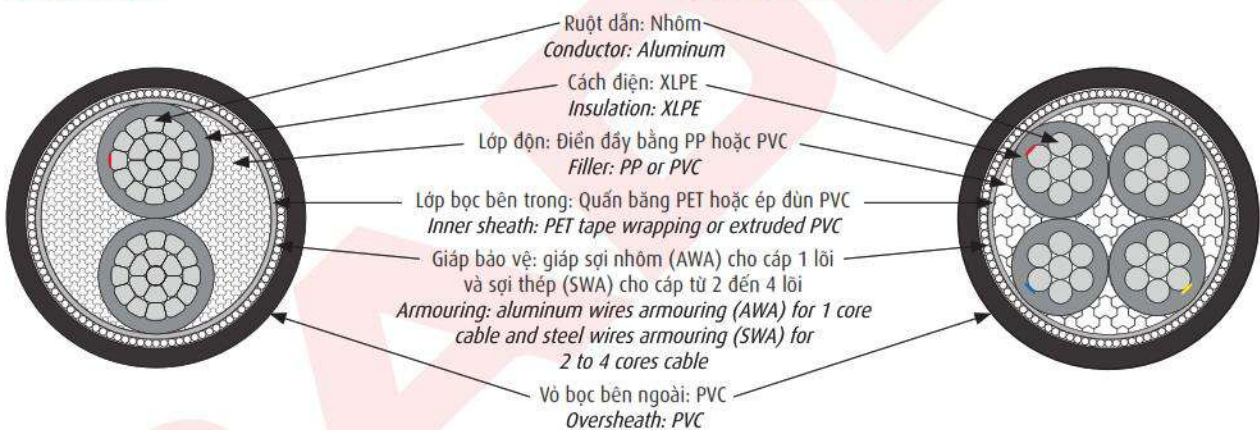 Ruột dẫn: Nhôm
Conductor: Aluminum
Cách điện: XLPE
Insulation: XLPE
Lớp độn: Điền đầy bằng PP hoặc PVC
Filler: PP or PVC
Lớp bọc bên trong: Quấn băng PET hoặc ép đùn PVC
Inner sheath: PET tape wrapping or extruded PVC
Giáp bảo vệ: giáp sợi nhôm (AWA) cho cáp 1 lõi
và sợi thép (SWA) cho cáp từ 2 đến 4 lõi
Armouring: aluminum wires armouring (AWA) for 1 core
cable and steel wires armouring (SWA) for
2 to 4 cores cable
Vỏ bọc bên ngoài: PVC
Oversheath: PVC